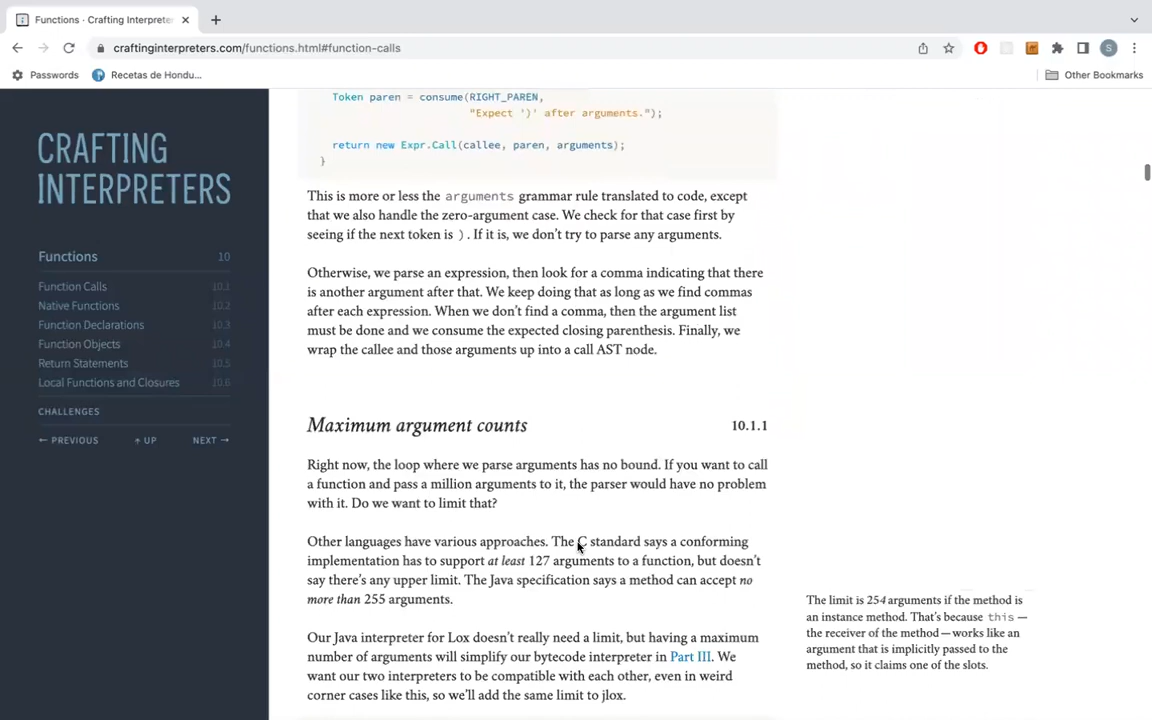 Functions · Crafting Interprete
craftinginterpreters.com/functions.html#function-calls
S
Passwords
Recetas de Hondu...
Other Bookmarks
CRAFTING
INTERPRETERS
Functions 10
Function Calls 10.1
Native Functions 10.2
Function Declarations 10.3
Function Objects 10.4
Return Statements 10.5
Local Functions and Closures 10.6
CHALLENGES
← PREVIOUS ↑ UP NEXT →
Token paren = consume(RIGHT_PAREN,
"Expect ')' after arguments.");
return new Expr.Call(callee, paren, arguments);
}
This is more or less the arguments grammar rule translated to code, except
that we also handle the zero-argument case. We check for that case first by
seeing if the next token is ). If it is, we don’t try to parse any arguments.
Otherwise, we parse an expression, then look for a comma indicating that there
is another argument after that. We keep doing that as long as we find commas
after each expression. When we don’t find a comma, then the argument list
must be done and we consume the expected closing parenthesis. Finally, we
wrap the callee and those arguments up into a call AST node.
Maximum argument counts 10.1.1
Right now, the loop where we parse arguments has no bound. If you want to call
a function and pass a million arguments to it, the parser would have no problem
with it. Do we want to limit that?
Other languages have various approaches. The C standard says a conforming
implementation has to support at least 127 arguments to a function, but doesn’t
say there’s any upper limit. The Java specification says a method can accept no
more than 255 arguments.
The limit is 254 arguments if the method is
an instance method. That’s because this —
the receiver of the method—works like an
argument that is implicitly passed to the
method, so it claims one of the slots.
Our Java interpreter for Lox doesn’t really need a limit, but having a maximum
number of arguments will simplify our bytecode interpreter in Part III. We
want our two interpreters to be compatible with each other, even in weird
corner cases like this, so we’ll add the same limit to jlox.